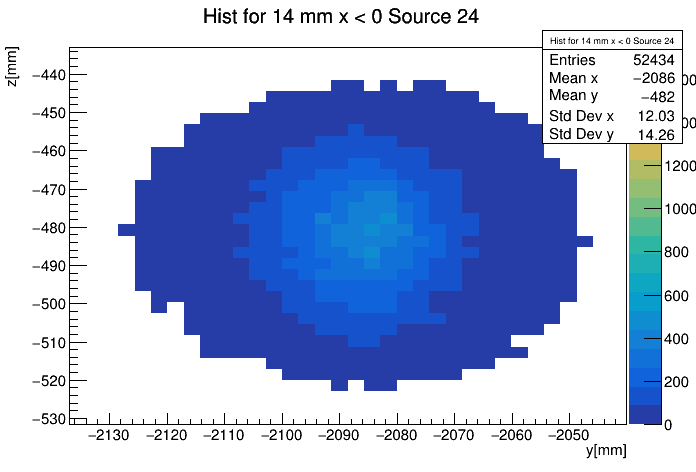 Hist for 14 mm x < 0 Source 24
z[mm]
Hist for 14 mm x < 0 Source 24
Entries 52434
Mean x −2086
Mean y −482
Std Dev x 12.03
Std Dev y 14.26
−440
−450
−460
−470
−480
−490
−500
−510
−520
−530
1200
1000
800
600
400
200
0
−2130 −2120 −2110 −2100 −2090 −2080 −2070 −2060 −2050
y[mm]